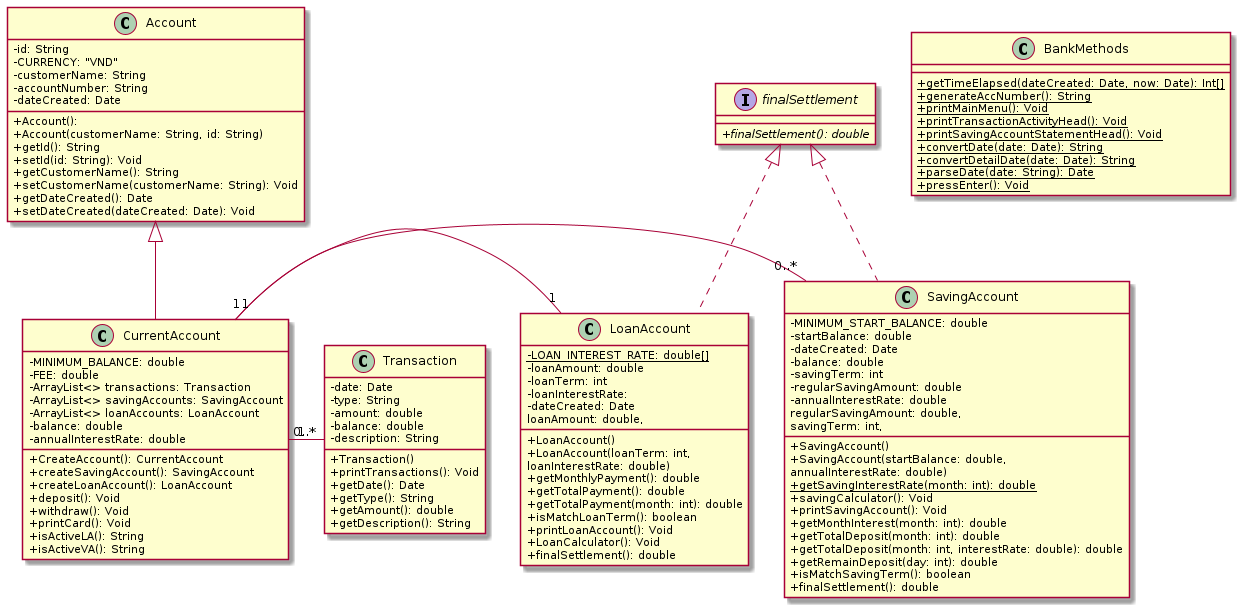 C Account
-id: String
-CURRENCY: "VND"
-customerName: String
-accountNumber: String
-dateCreated: Date
+Account():
+Account(customerName: String, id: String)
+getId(): String
+setId(id: String): Void
+getCustomerName(): String
+setCustomerName(customerName: String): Void
+getDateCreated(): Date
+setDateCreated(dateCreated: Date): Void
I finalSettlement
+finalSettlement(): double
C BankMethods
+getTimeElapsed(dateCreated: Date, now: Date): Int[]
+generateAccNumber(): String
+printMainMenu(): Void
+printTransactionActivityHead(): Void
+printSavingAccountStatementHead(): Void
+convertDate(date: Date): String
+convertDetailDate(date: Date): String
+parseDate(date: String): Date
+pressEnter(): Void
1
1
1
0..*
C CurrentAccount
-MINIMUM_BALANCE: double
-FEE: double
-ArrayList<> transactions: Transaction
-ArrayList<> savingAccounts: SavingAccount
-ArrayList<> loanAccounts: LoanAccount
-balance: double
-annualInterestRate: double
+CreateAccount(): CurrentAccount
+createSavingAccount(): SavingAccount
+createLoanAccount(): LoanAccount
+deposit(): Void
+withdraw(): Void
+printCard(): Void
+isActiveLA(): String
+isActiveVA(): String
1
0..*
C Transaction
-date: Date
-type: String
-amount: double
-balance: double
-description: String
+Transaction()
+printTransactions(): Void
+getDate(): Date
+getType(): String
+getAmount(): double
+getDescription(): String
C LoanAccount
-LOAN_INTEREST_RATE: double[]
-loanAmount: double
-loanTerm: int
-loanInterestRate:
-dateCreated: Date
loanAmount: double,
+LoanAccount()
+LoanAccount(loanTerm: int,
loanInterestRate: double)
+getMonthlyPayment(): double
+getTotalPayment(): double
+getTotalPayment(month: int): double
+isMatchLoanTerm(): boolean
+printLoanAccount(): Void
+LoanCalculator(): Void
+finalSettlement(): double
C SavingAccount
-MINIMUM_START_BALANCE: double
-startBalance: double
-dateCreated: Date
-balance: double
-savingTerm: int
-regularSavingAmount: double
-annualInterestRate: double
regularSavingAmount: double,
savingTerm: int,
+SavingAccount()
+SavingAccount(startBalance: double,
annualInterestRate: double)
+getSavingInterestRate(month: int): double
+savingCalculator(): Void
+printSavingAccount(): Void
+getMonthInterest(month: int): double
+getTotalDeposit(month: int): double
+getTotalDeposit(month: int, interestRate: double): double
+getRemainDeposit(day: int): double
+isMatchSavingTerm(): boolean
+finalSettlement(): double